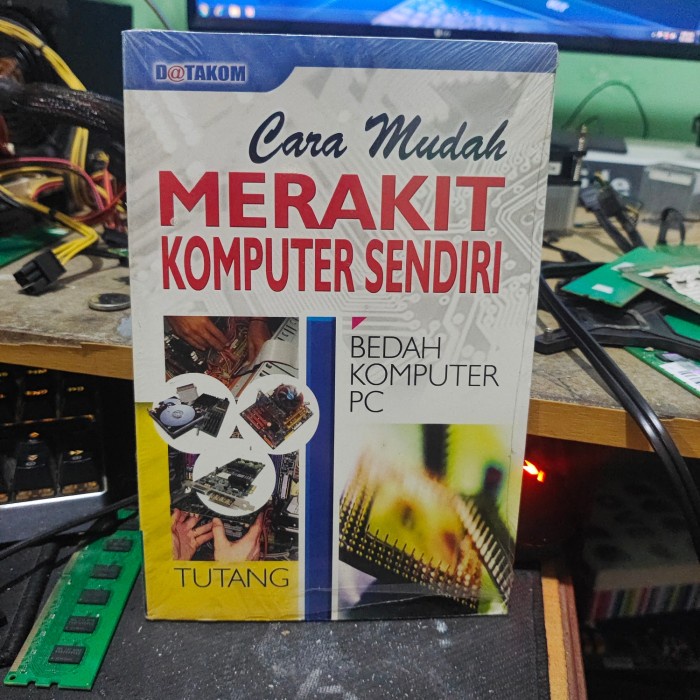 D@TAKOM
Cara Mudah
MERAKIT
KOMPUTER SENDIRI
BEDAH
KOMPUTER
PC
TUTANG